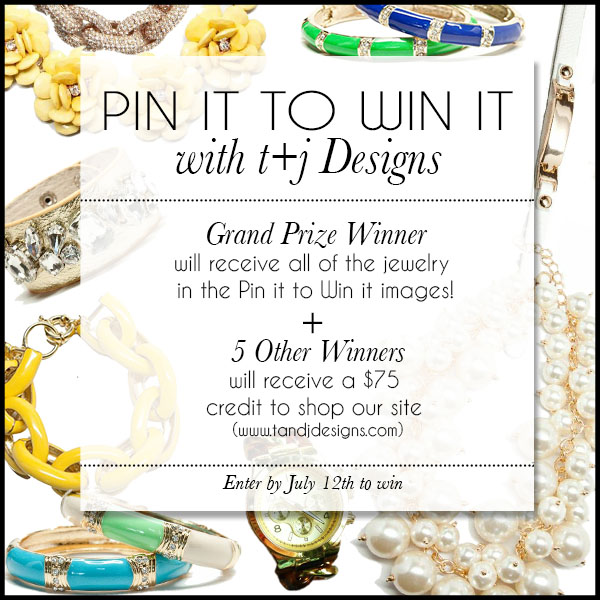 PIN IT TO WIN IT
with t+j Designs
Grand Prize Winner
will receive all of the jewelry
in the Pin it to Win it images!
+
5 Other Winners
will receive a $75
credit to shop our site
(www.tandjdesigns.com)
Enter by July 12th to win